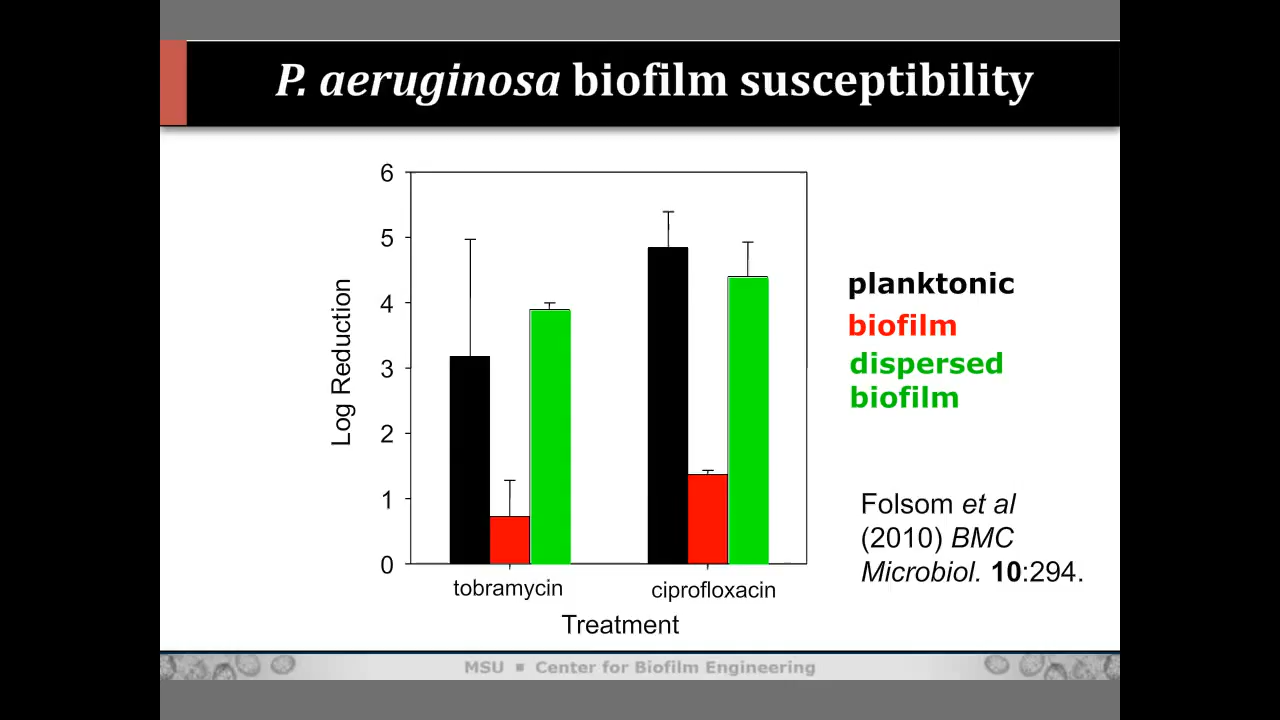 P. aeruginosa biofilm susceptibility
6
5
4
3
2
1
0
Log Reduction
tobramycin
ciprofloxacin
Treatment
planktonic
biofilm
dispersed
biofilm
Folsom et al
(2010) BMC
Microbiol. 10:294.
MSU ▪ Center for Biofilm Engineering